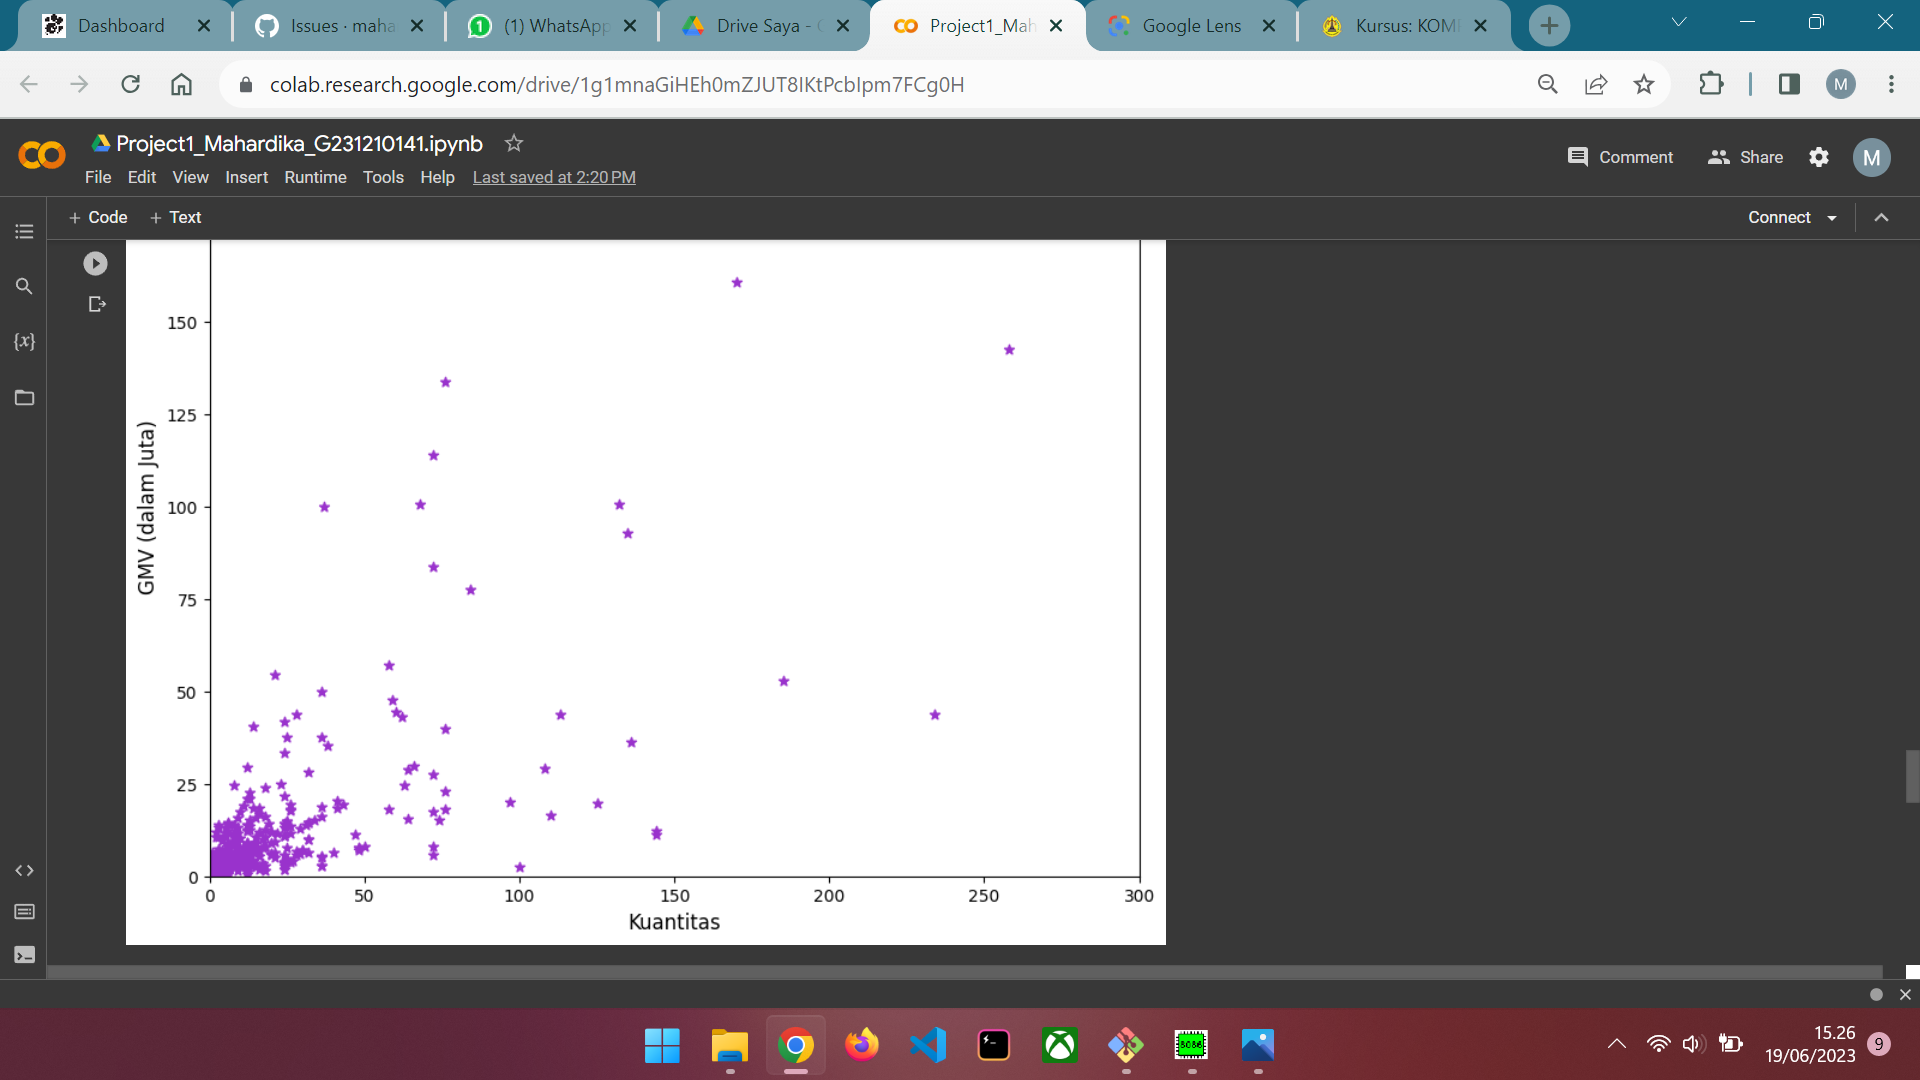 Dashboard
Issues · maha
(1) WhatsApp
Drive Saya - G
Project1_Mah
Google Lens
Kursus: KOM
colab.research.google.com/drive/1g1mnaGiHEh0mZJUT8IKtPcbIpm7FCg0H
M
Project1_Mahardika_G231210141.ipynb
File Edit View Insert Runtime Tools Help Last saved at 2:20 PM
Comment Share M
+ Code + Text
Connect
{x}
150
125
100
75
50
25
0
GMV (dalam Juta)
0 50 100 150 200 250 300
Kuantitas
8086
15.26
19/06/2023
9